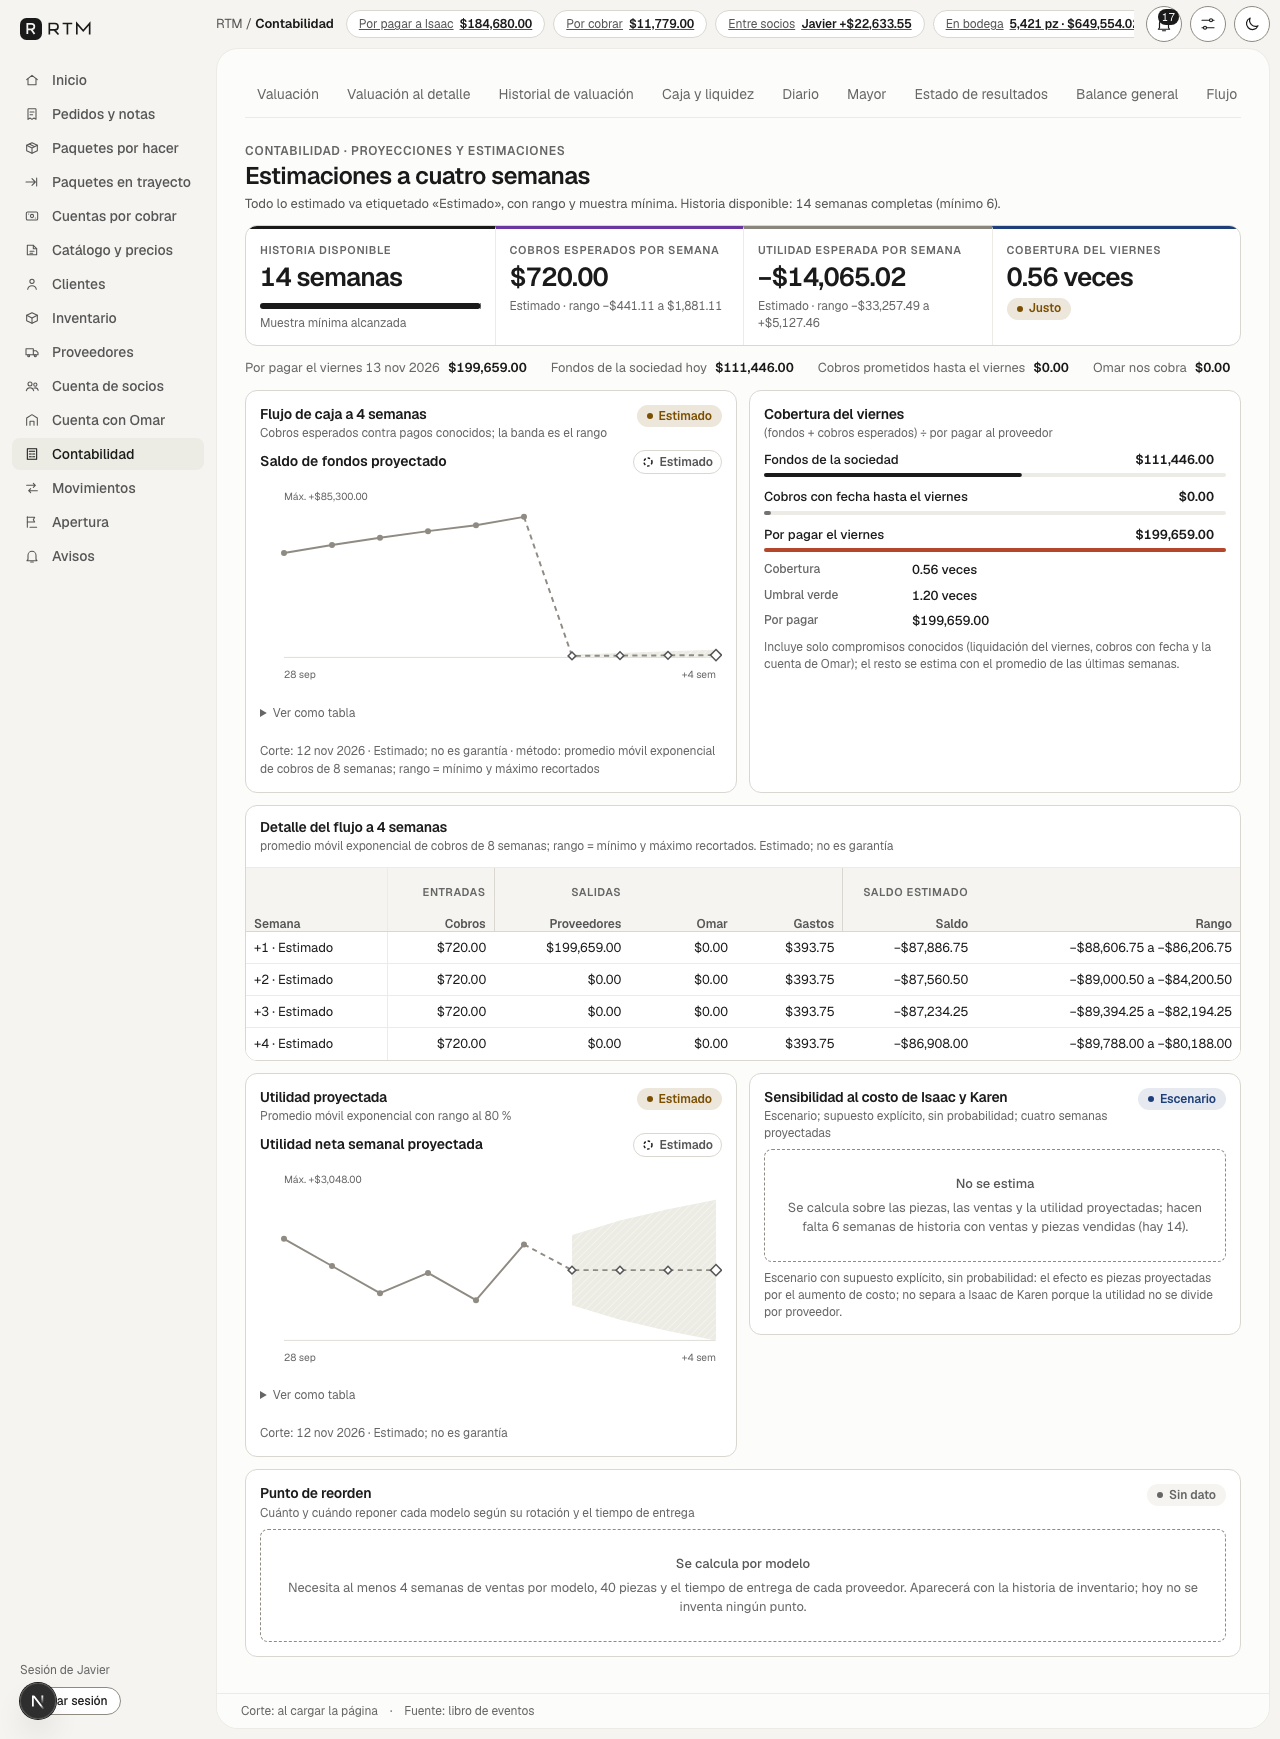 R RTM
Inicio
Pedidos y notas
Paquetes por hacer
Paquetes en trayecto
Cuentas por cobrar
Catálogo y precios
Clientes
Inventario
Proveedores
Cuenta de socios
Cuenta con Omar
Contabilidad
Movimientos
Apertura
Avisos
Sesión de Javier
N ar sesión
RTM / Contabilidad
Por pagar a Isaac $184,680.00
Por cobrar $11,779.00
Entre socios Javier +$22,633.55
En bodega 5,421 pz · $649,554.02
17
Valuación Valuación al detalle Historial de valuación Caja y liquidez Diario Mayor Estado de resultados Balance general Flujo
CONTABILIDAD · PROYECCIONES Y ESTIMACIONES
Estimaciones a cuatro semanas
Todo lo estimado va etiquetado «Estimado», con rango y muestra mínima. Historia disponible: 14 semanas completas (mínimo 6).
HISTORIA DISPONIBLE
14 semanas
Muestra mínima alcanzada
COBROS ESPERADOS POR SEMANA
$720.00
Estimado · rango −$441.11 a $1,881.11
UTILIDAD ESPERADA POR SEMANA
−$14,065.02
Estimado · rango −$33,257.49 a
+$5,127.46
COBERTURA DEL VIERNES
0.56 veces
Justo
Por pagar el viernes 13 nov 2026 $199,659.00 Fondos de la sociedad hoy $111,446.00 Cobros prometidos hasta el viernes $0.00 Omar nos cobra $0.00
Flujo de caja a 4 semanas
Estimado
Cobros esperados contra pagos conocidos; la banda es el rango
Saldo de fondos proyectado
Estimado
Máx. +$85,300.00
28 sep +4 sem
Ver como tabla
Corte: 12 nov 2026 · Estimado; no es garantía · método: promedio móvil exponencial
de cobros de 8 semanas; rango = mínimo y máximo recortados
Cobertura del viernes
(fondos + cobros esperados) ÷ por pagar al proveedor
Fondos de la sociedad $111,446.00
Cobros con fecha hasta el viernes $0.00
Por pagar el viernes $199,659.00
Cobertura 0.56 veces
Umbral verde 1.20 veces
Por pagar $199,659.00
Incluye solo compromisos conocidos (liquidación del viernes, cobros con fecha y la
cuenta de Omar); el resto se estima con el promedio de las últimas semanas.
Detalle del flujo a 4 semanas
promedio móvil exponencial de cobros de 8 semanas; rango = mínimo y máximo recortados. Estimado; no es garantía
ENTRADAS SALIDAS SALDO ESTIMADO
Semana Cobros Proveedores Omar Gastos Saldo Rango
+1 · Estimado $720.00 $199,659.00 $0.00 $393.75 −$87,886.75 −$88,606.75 a −$86,206.75
+2 · Estimado $720.00 $0.00 $0.00 $393.75 −$87,560.50 −$89,000.50 a −$84,200.50
+3 · Estimado $720.00 $0.00 $0.00 $393.75 −$87,234.25 −$89,394.25 a −$82,194.25
+4 · Estimado $720.00 $0.00 $0.00 $393.75 −$86,908.00 −$89,788.00 a −$80,188.00
Utilidad proyectada
Estimado
Promedio móvil exponencial con rango al 80 %
Utilidad neta semanal proyectada
Estimado
Máx. +$3,048.00
28 sep +4 sem
Ver como tabla
Corte: 12 nov 2026 · Estimado; no es garantía
Sensibilidad al costo de Isaac y Karen
Escenario
Escenario; supuesto explícito, sin probabilidad; cuatro semanas
proyectadas
No se estima
Se calcula sobre las piezas, las ventas y la utilidad proyectadas; hacen
falta 6 semanas de historia con ventas y piezas vendidas (hay 14).
Escenario con supuesto explícito, sin probabilidad: el efecto es piezas proyectadas
por el aumento de costo; no separa a Isaac de Karen porque la utilidad no se divide
por proveedor.
Punto de reorden
Sin dato
Cuánto y cuándo reponer cada modelo según su rotación y el tiempo de entrega
Se calcula por modelo
Necesita al menos 4 semanas de ventas por modelo, 40 piezas y el tiempo de entrega de cada proveedor. Aparecerá con la historia de inventario; hoy no se
inventa ningún punto.
Corte: al cargar la página · Fuente: libro de eventos